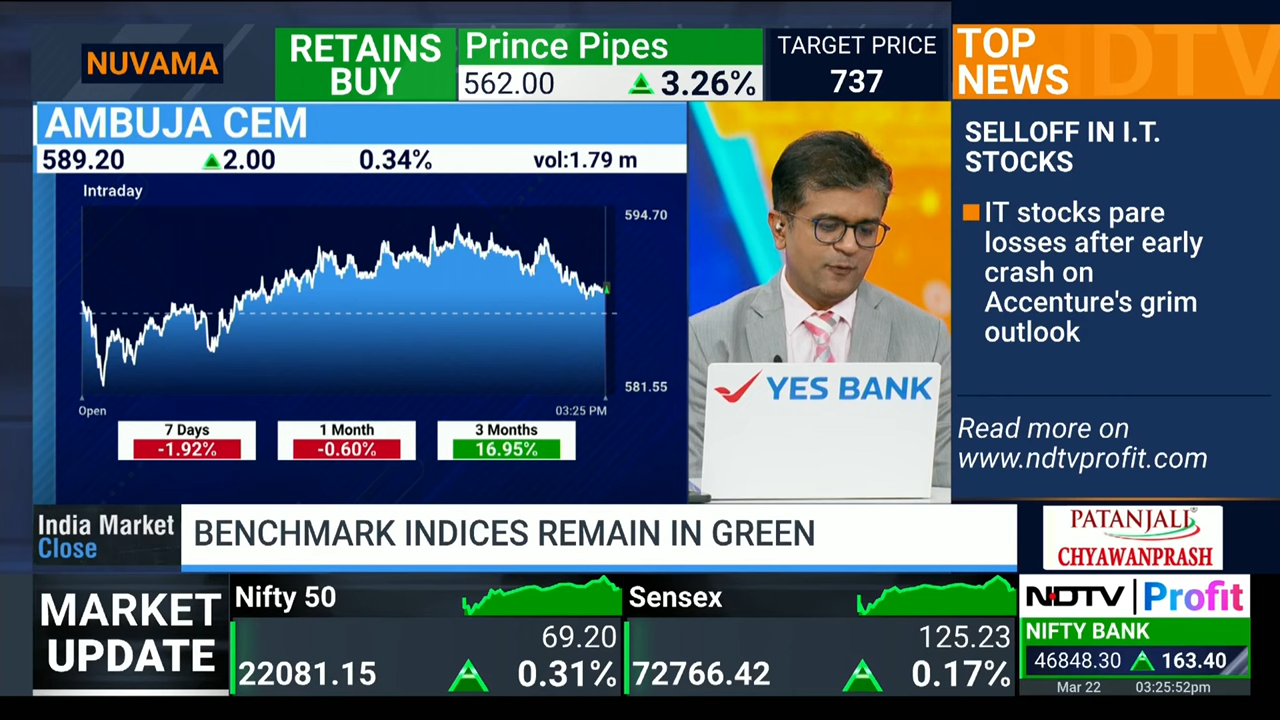 NUVAMA
RETAINS
BUY
Prince Pipes
562.00 3.26%
TARGET PRICE
737
TOP
NEWS
AMBUJA CEM
589.20 2.00 0.34% vol:1.79 m
Intraday
594.70
581.55
Open 03:25 PM
7 Days 1 Month 3 Months
-1.92% -0.60% 16.95%
YES BANK
SELLOFF IN I.T.
STOCKS
IT stocks pare
losses after early
crash on
Accenture's grim
outlook
Read more on
www.ndtvprofit.com
India Market
Close
BENCHMARK INDICES REMAIN IN GREEN
PATANJALI
CHYAWANPRASH
MARKET
UPDATE
Nifty 50
69.20
22081.15 0.31%
Sensex
125.23
72766.42 0.17%
NDTV Profit
NIFTY BANK
46848.30 163.40
Mar 22 03:25:52pm
NDTV